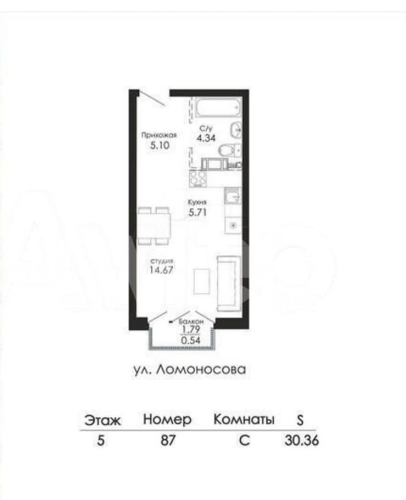 Прихожая
5.10
С/у
4.34
Кухня
5.71
студия
14.67
Балкон
1.79
0.54
ул. Ломоносова
Этаж Номер Комнаты S
5 87 С 30.36
Avito